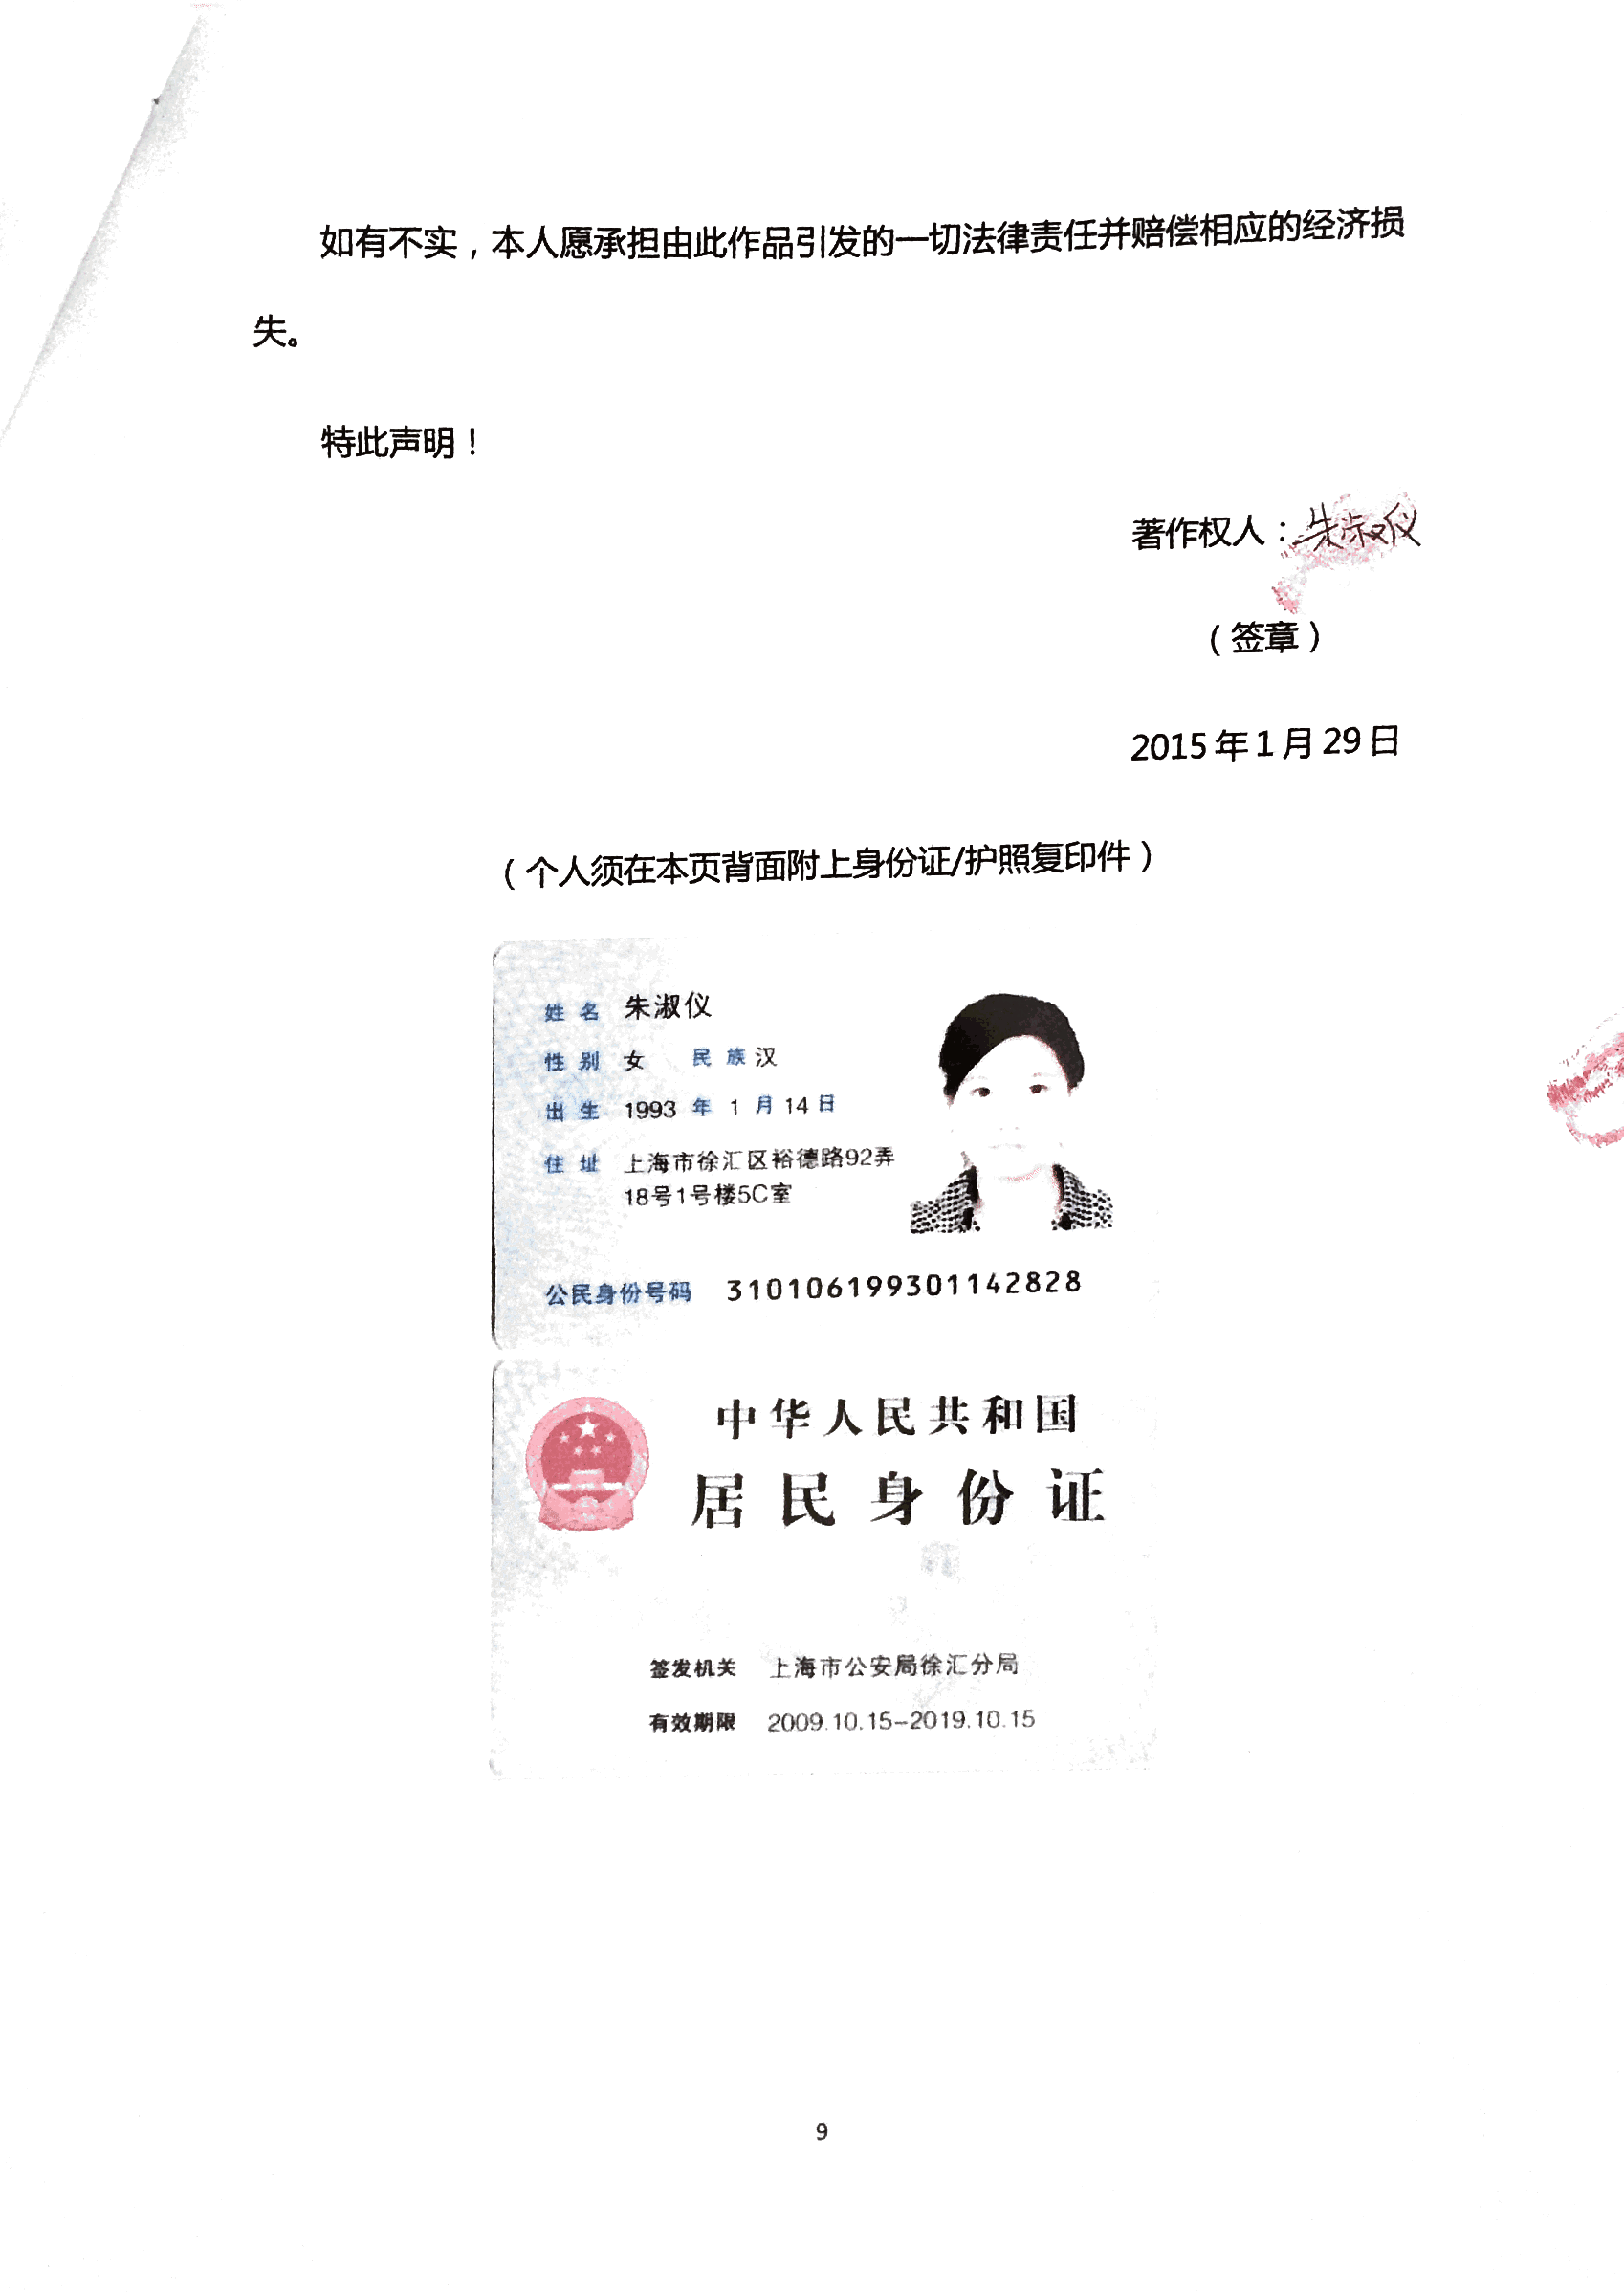 如有不实，本人愿承担由此作品引发的一切法律责任并赔偿相应的经济损
失。
特此声明！
著作权人：朱淑仪
（签章）
2015年1月29日
（个人须在本页背面附上身份证/护照复印件）
姓名 朱淑仪
性别 女 民族 汉
出生 1993年1月14日
住址 上海市徐汇区裕德路92弄
18号1号楼5C室
公民身份号码 310106199301142828
中华人民共和国
居民身份证
签发机关 上海市公安局徐汇分局
有效期限 2009.10.15-2019.10.15
9